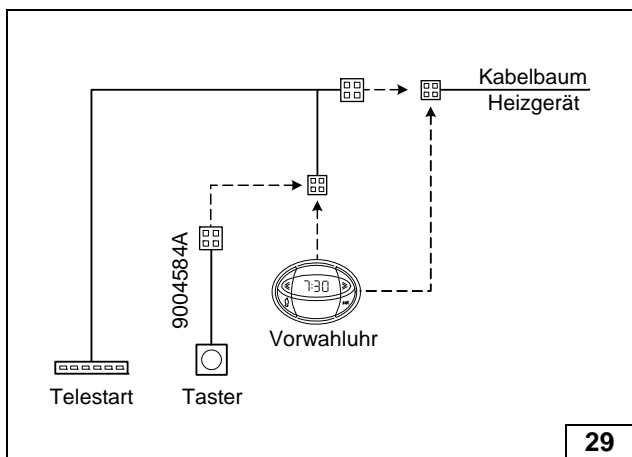 Kabelbaum
Heizgerät
9004584A
7:30
Vorwahluhr
Telestart
Taster
29